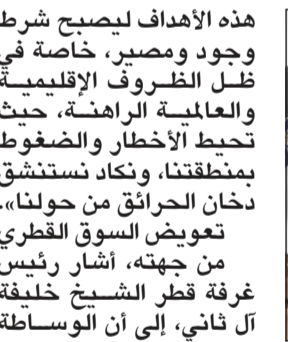 هذه الأهداف ليصبح شرط
وجود ومصير، خاصة في
ظل الظروف الإقليمية
والعالمية الراهنة، حيث
تحيط الأخطار والضغوط
بمنطقتنا، ونكاد نستنشق
دخان الحرائق من حولنا».
تعويض السوق القطري
من جهته، أشار رئيس
غرفة قطر الشيخ خليفة
آل ثاني، إلى أن الوساطة